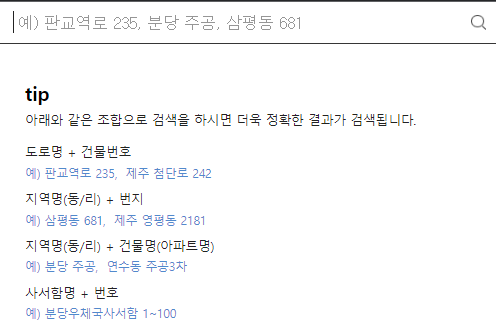 예) 판교역로 235, 분당 주공, 삼평동 681
tip
아래와 같은 조합으로 검색을 하시면 더욱 정확한 결과가 검색됩니다.
도로명 + 건물번호
예) 판교역로 235, 제주 첨단로 242
지역명(동/리) + 번지
예) 삼평동 681, 제주 영평동 2181
지역명(동/리) + 건물명(아파트명)
예) 분당 주공, 연수동 주공3차
사서함명 + 번호
예) 분당우체국사서함 1~100